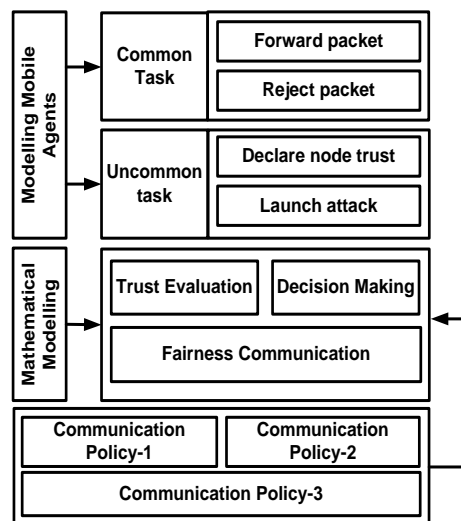 Modelling Mobile
Agents
Common
Task
Forward packet
Reject packet
Uncommon
task
Declare node trust
Launch attack
Mathematical
Modelling
Trust Evaluation
Decision Making
Fairness Communication
Communication
Policy-1
Communication
Policy-2
Communication Policy-3